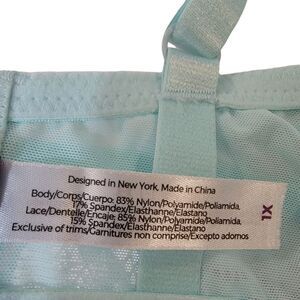 Designed in New York, Made in China
Body/Corps/Cuerpo: 83% Nylon/Polyamide/Poliamida,
17% Spandex/Elasthanne/Elastano
Lace/Dentelle/Encaje: 85% Nylon/Polyamide/Poliamida,
15% Spandex/Elasthanne/Elastano
Exclusive of trims/Garnitures non comprise/Excepto adornos
1X